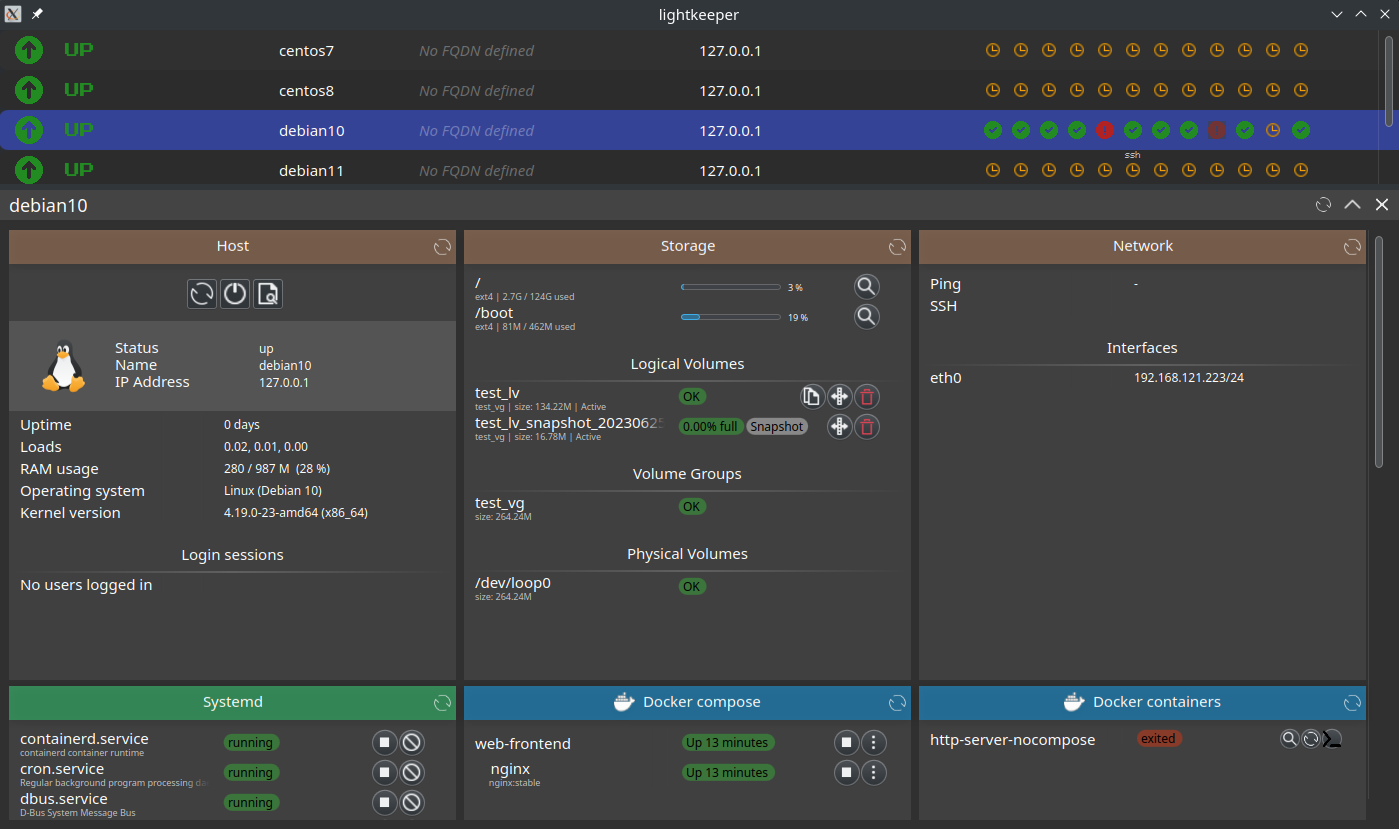 lightkeeper
UP centos7 No FQDN defined 127.0.0.1
UP centos8 No FQDN defined 127.0.0.1
UP debian10 No FQDN defined 127.0.0.1
ssh
UP debian11 No FQDN defined 127.0.0.1
debian10
Host
Status up
Name debian10
IP Address 127.0.0.1
Uptime 0 days
Loads 0.02, 0.01, 0.00
RAM usage 280 / 987 M (28 %)
Operating system Linux (Debian 10)
Kernel version 4.19.0-23-amd64 (x86_64)
Login sessions
No users logged in
Storage
/ 3 %
ext4 | 2.7G / 124G used
/boot 19 %
ext4 | 81M / 462M used
Logical Volumes
test_lv OK
test_vg | size: 134.22M | Active
test_lv_snapshot_20230625 0.00% full Snapshot
test_vg | size: 16.78M | Active
Volume Groups
test_vg OK
size: 264.24M
Physical Volumes
/dev/loop0 OK
size: 264.24M
Network
Ping -
SSH
Interfaces
eth0 192.168.121.223/24
Systemd
containerd.service running
containerd container runtime
cron.service running
Regular background program processing da
dbus.service running
D-Bus System Message Bus
Docker compose
web-frontend Up 13 minutes
nginx Up 13 minutes
nginx:stable
Docker containers
http-server-nocompose exited